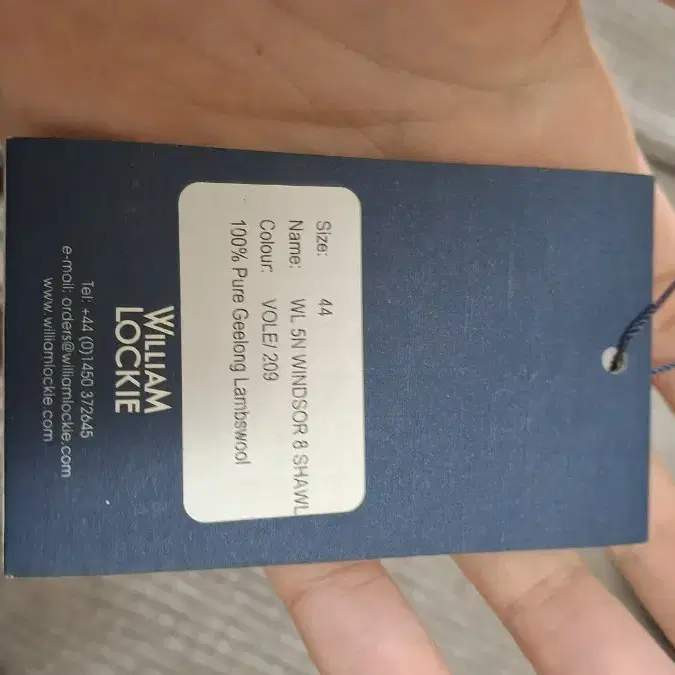 Size: 44
Name: WL 5N WINDSOR 8 SHAWL
Colour: VOLE/ 209
100% Pure Geelong Lambswool
WILLIAM
LOCKIE
Tel: +44 (0)1450 372645
e-mail: orders@williamlockie.com
www.williamlockie.com